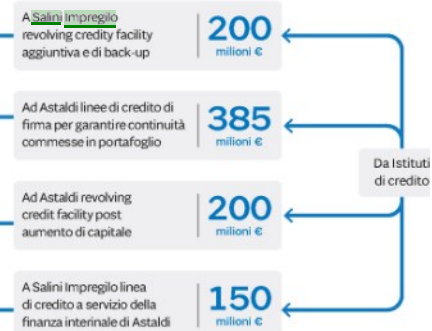 A Salini Impregilo
revolving credity facility
aggiuntiva e di back-up
200
milioni €
Ad Astaldi linee di credito di
firma per garantire continuità
commesse in portafoglio
385
milioni €
Da Istituti
di credito
Ad Astaldi revolving
credit facility post
aumento di capitale
200
milioni €
A Salini Impregilo linea
di credito a servizio della
finanza interinale di Astaldi
150
milioni €